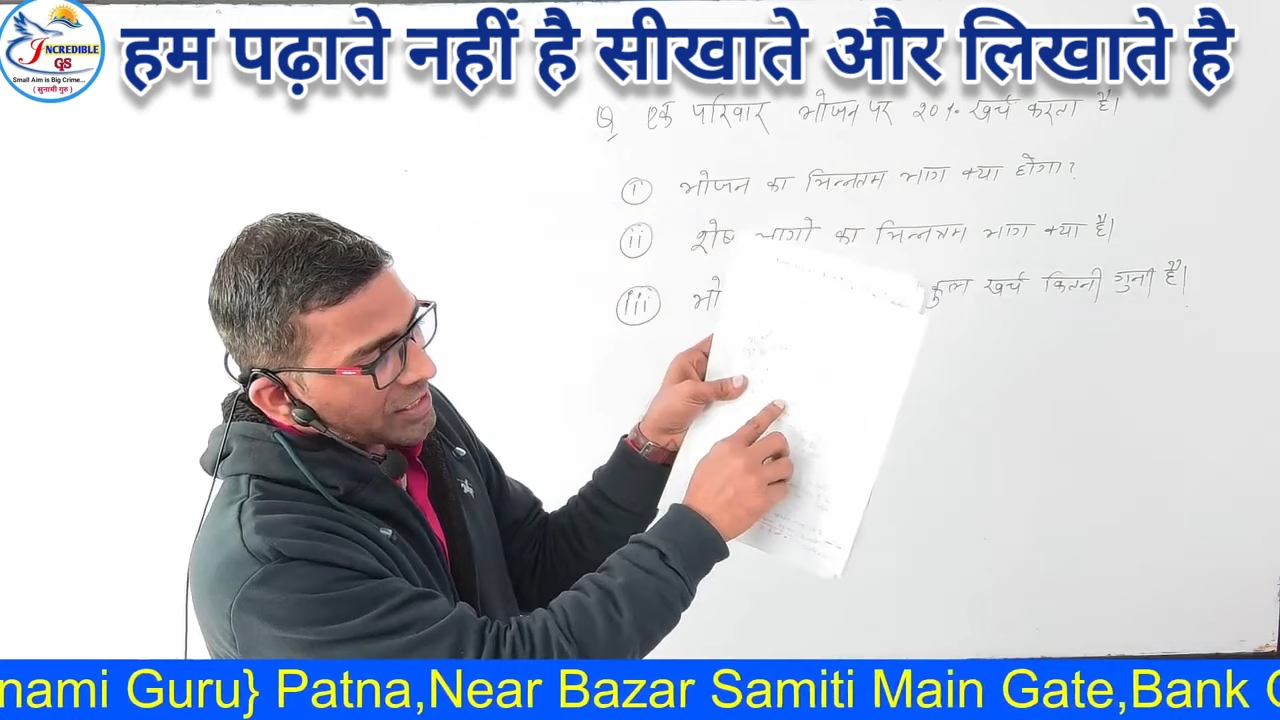 INCREDIBLE
GS
Small Aim is Big Crime...
( सुनामी गुरु )
हम पढ़ाते नहीं है सीखाते और लिखाते है
Q एक परिवार भोजन पर 20% खर्च करता है।
(i) भोजन का भिन्नतम भाग क्या होगा?
(ii) शेष भागो का भिन्नतम भाग क्या है।
(iii) भो कुल खर्च कितनी गुनी है।
nami Guru} Patna,Near Bazar Samiti Main Gate,Bank